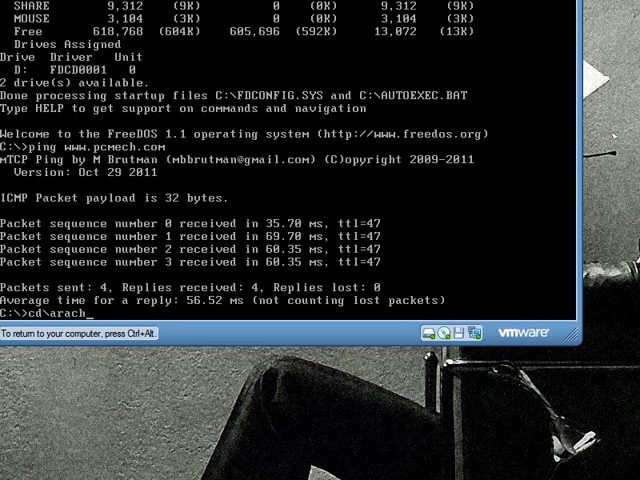 SHARE 9,312 (9K) 0 (0K) 9,312 (9K)
MOUSE 3,104 (3K) 0 (0K) 3,104 (3K)
Free 618,768 (604K) 605,696 (592K) 13,072 (13K)
Drives Assigned
Drive Driver Unit
D: FDCD0001 0
2 drive(s) available.
Done processing startup files C:\FDCONFIG.SYS and C:\AUTOEXEC.BAT
Type HELP to get support on commands and navigation
Welcome to the FreeDOS 1.1 operating system (http://www.freedos.org)
C:\>ping www.pcmech.com
mTCP Ping by M Brutman (mbbrutman@gmail.com) (C)opyright 2009-2011
Version: Oct 29 2011
ICMP Packet payload is 32 bytes.
Packet sequence number 0 received in 35.70 ms, ttl=47
Packet sequence number 1 received in 69.70 ms, ttl=47
Packet sequence number 2 received in 60.35 ms, ttl=47
Packet sequence number 3 received in 60.35 ms, ttl=47
Packets sent: 4, Replies received: 4, Replies lost: 0
Average time for a reply: 56.52 ms (not counting lost packets)
C:\>cd\arach_
To return to your computer, press Ctrl+Alt.
vmware